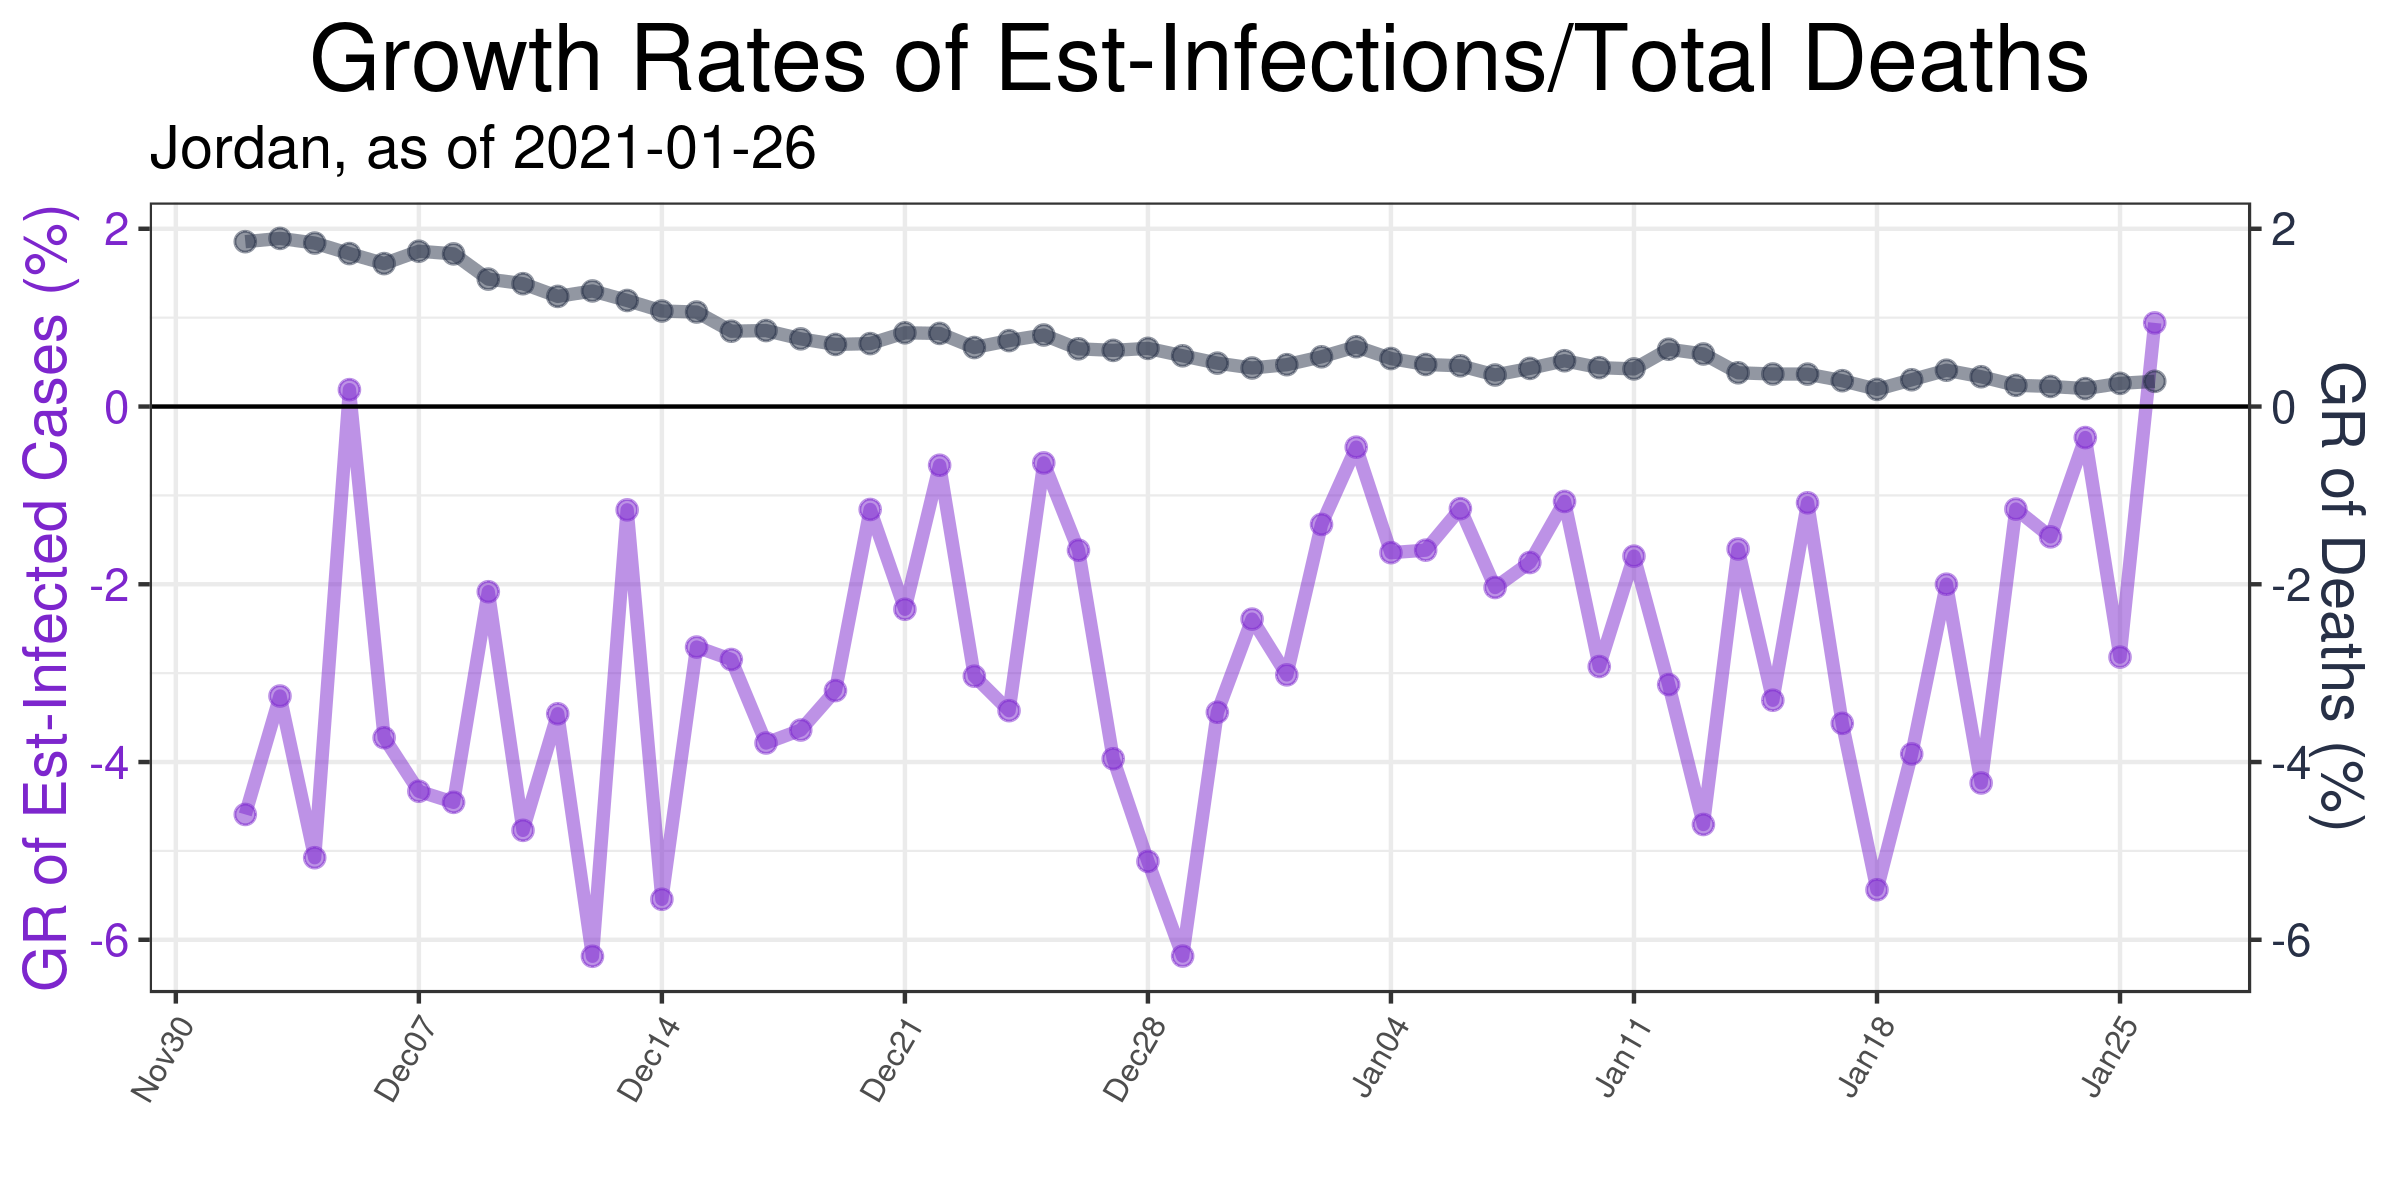 Growth Rates of Est-Infections/Total Deaths
Jordan, as of 2021-01-26
GR of Est-Infected Cases (%)
2
0
-2
-4
-6
2
0
-2
-4
-6
GR of Deaths (%)
Nov30
Dec07
Dec14
Dec21
Dec28
Jan04
Jan11
Jan18
Jan25